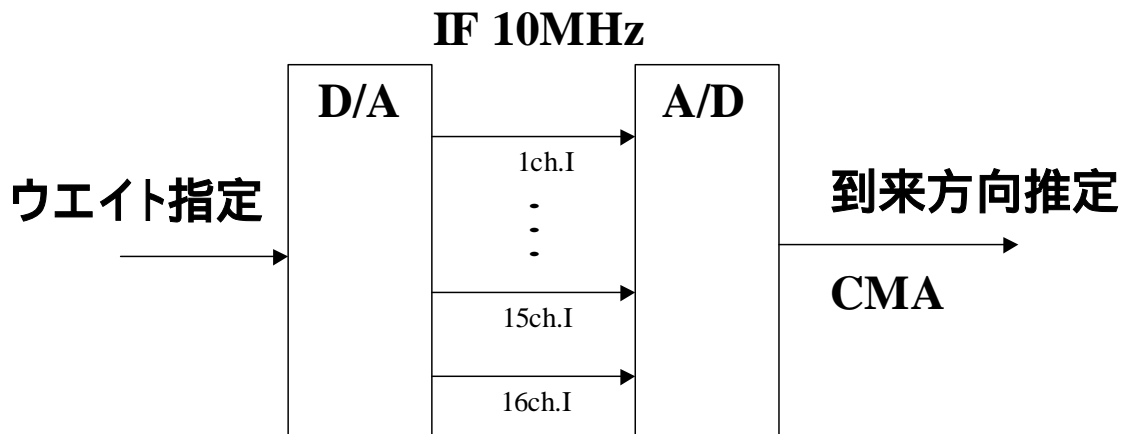 IF 10MHz
D/A
A/D
1ch.I
ウエイト指定
到来方向推定
CMA
15ch.I
16ch.I